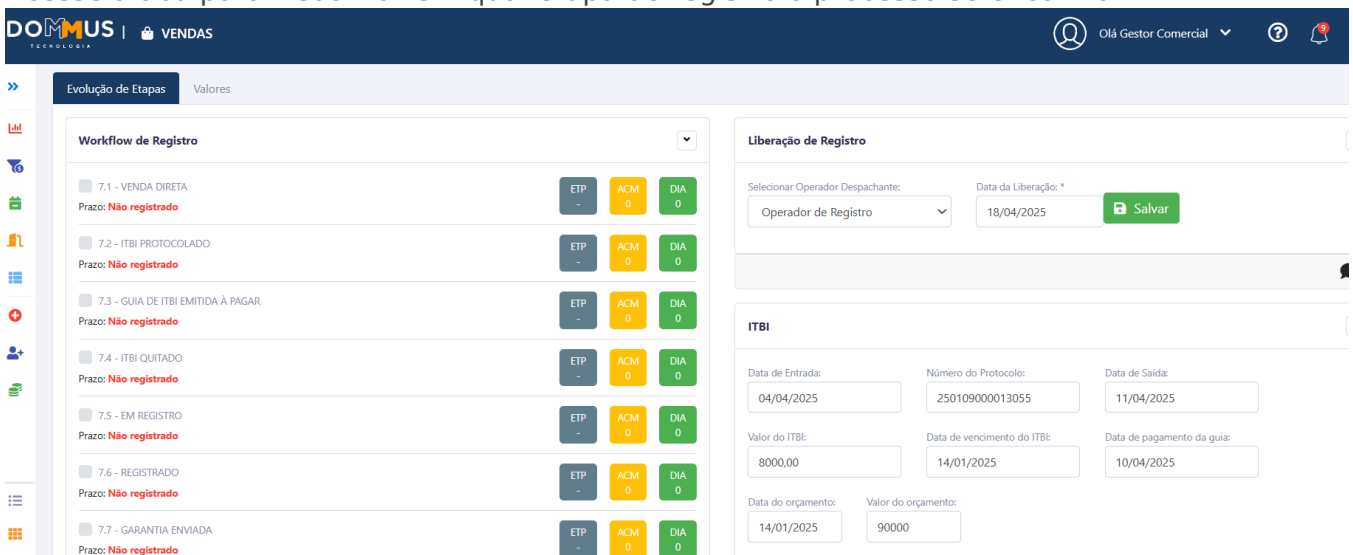 DOMMUS | VENDAS
TECNOLOGIA
Olá Gestor Comercial
?
9
Evolução de Etapas
Valores
Workflow de Registro
7.1 - VENDA DIRETA
Prazo: Não registrado
ETP
-
ACM
0
DIA
0
7.2 - ITBI PROTOCOLADO
Prazo: Não registrado
ETP
-
ACM
0
DIA
0
7.3 - GUIA DE ITBI EMITIDA À PAGAR
Prazo: Não registrado
ETP
-
ACM
0
DIA
0
7.4 - ITBI QUITADO
Prazo: Não registrado
ETP
-
ACM
0
DIA
0
7.5 - EM REGISTRO
Prazo: Não registrado
ETP
-
ACM
0
DIA
0
7.6 - REGISTRADO
Prazo: Não registrado
ETP
-
ACM
0
DIA
0
7.7 - GARANTIA ENVIADA
Prazo: Não registrado
ETP
-
ACM
0
DIA
0
Liberação de Registro
Selecionar Operador Despachante:
Operador de Registro
Data da Liberação: *
18/04/2025
Salvar
ITBI
Data de Entrada:
04/04/2025
Número do Protocolo:
250109000013055
Data de Saída:
11/04/2025
Valor do ITBI:
8000,00
Data de vencimento do ITBI:
14/01/2025
Data de pagamento da guia:
10/04/2025
Data do orçamento:
14/01/2025
Valor do orçamento:
90000